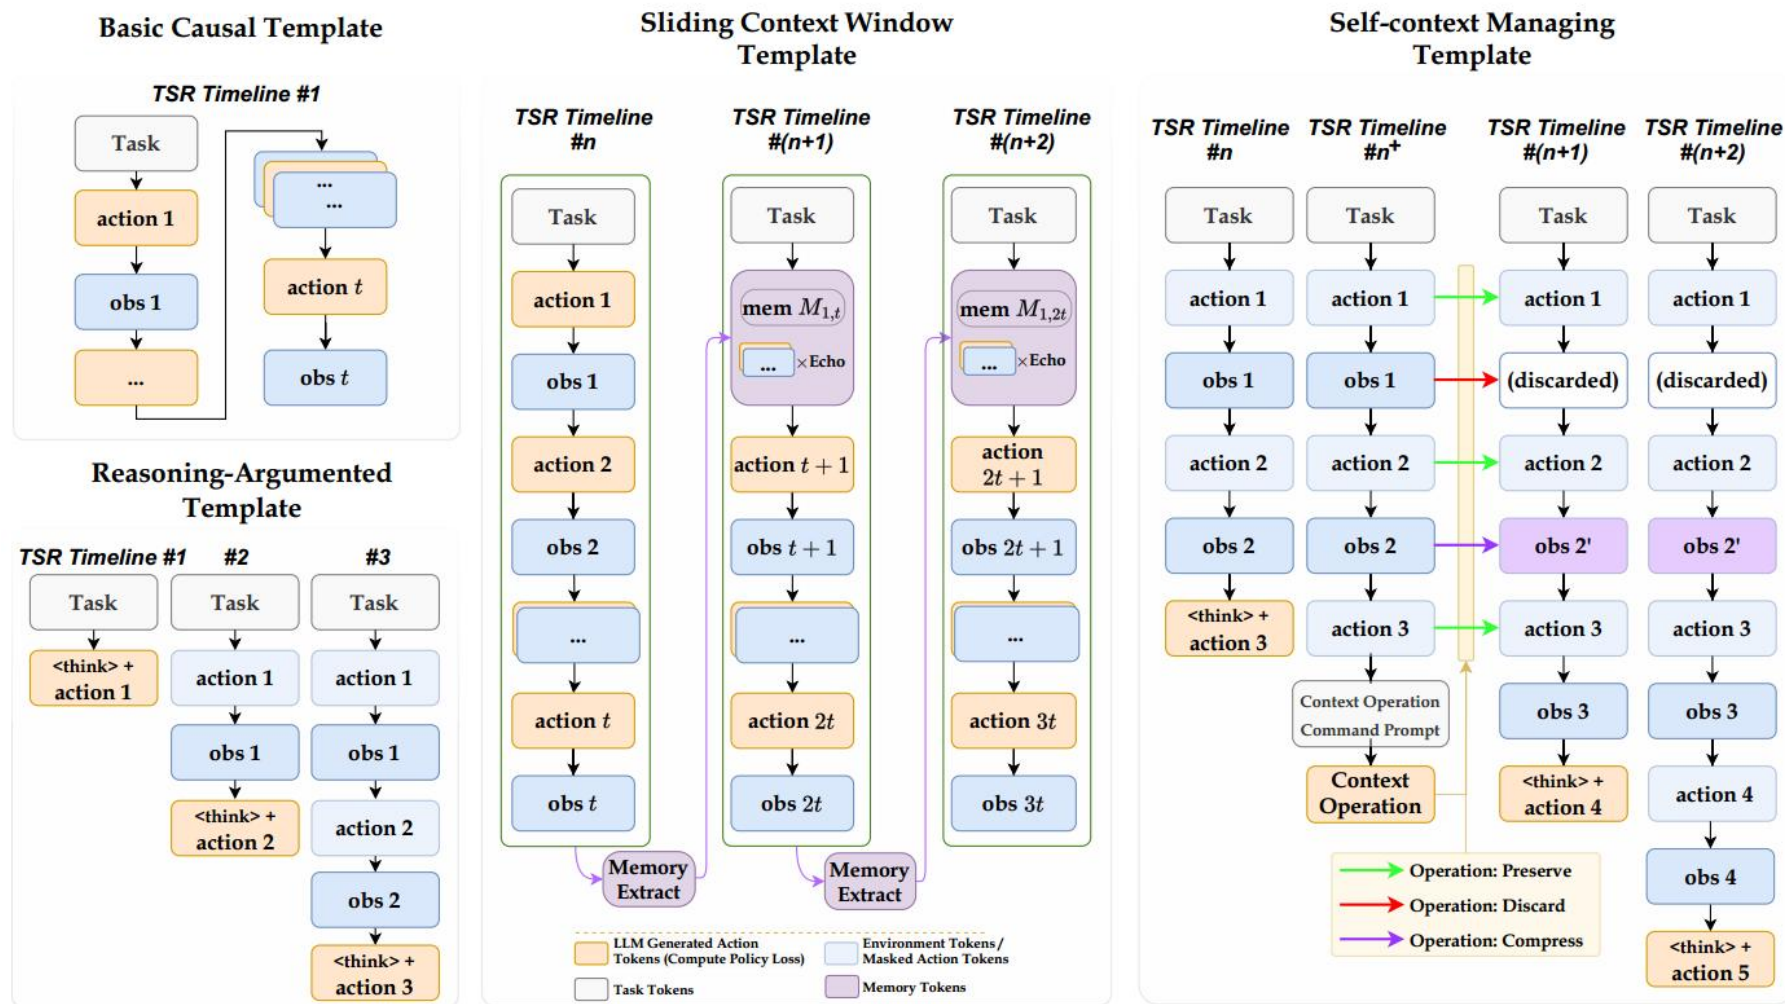 Basic Causal Template
TSR Timeline #1
Task
action 1
obs 1
...
...
...
action t
obs t
Reasoning-Argumented
Template
TSR Timeline #1
#2
#3
Task
<think> +
action 1
Task
action 1
obs 1
<think> +
action 2
Task
action 1
obs 1
action 2
obs 2
<think> +
action 3
Sliding Context Window
Template
TSR Timeline
#n
Task
action 1
obs 1
action 2
obs 2
...
action t
obs t
Memory
Extract
TSR Timeline
#(n+1)
Task
mem M1,t
... ×Echo
action t + 1
obs t + 1
...
action 2t
obs 2t
Memory
Extract
TSR Timeline
#(n+2)
Task
mem M1,2t
... ×Echo
action
2t + 1
obs 2t + 1
...
action 3t
obs 3t
LLM Generated Action
Tokens (Compute Policy Loss)
Environment Tokens /
Masked Action Tokens
Task Tokens
Memory Tokens
Self-context Managing
Template
TSR Timeline
#n
Task
action 1
obs 1
action 2
obs 2
<think> +
action 3
TSR Timeline
#n+
Task
action 1
obs 1
action 2
obs 2
action 3
Context Operation
Command Prompt
Context
Operation
TSR Timeline
#(n+1)
Task
action 1
(discarded)
action 2
obs 2'
action 3
obs 3
<think> +
action 4
TSR Timeline
#(n+2)
Task
action 1
(discarded)
action 2
obs 2'
action 3
obs 3
action 4
obs 4
<think> +
action 5
Operation: Preserve
Operation: Discard
Operation: Compress